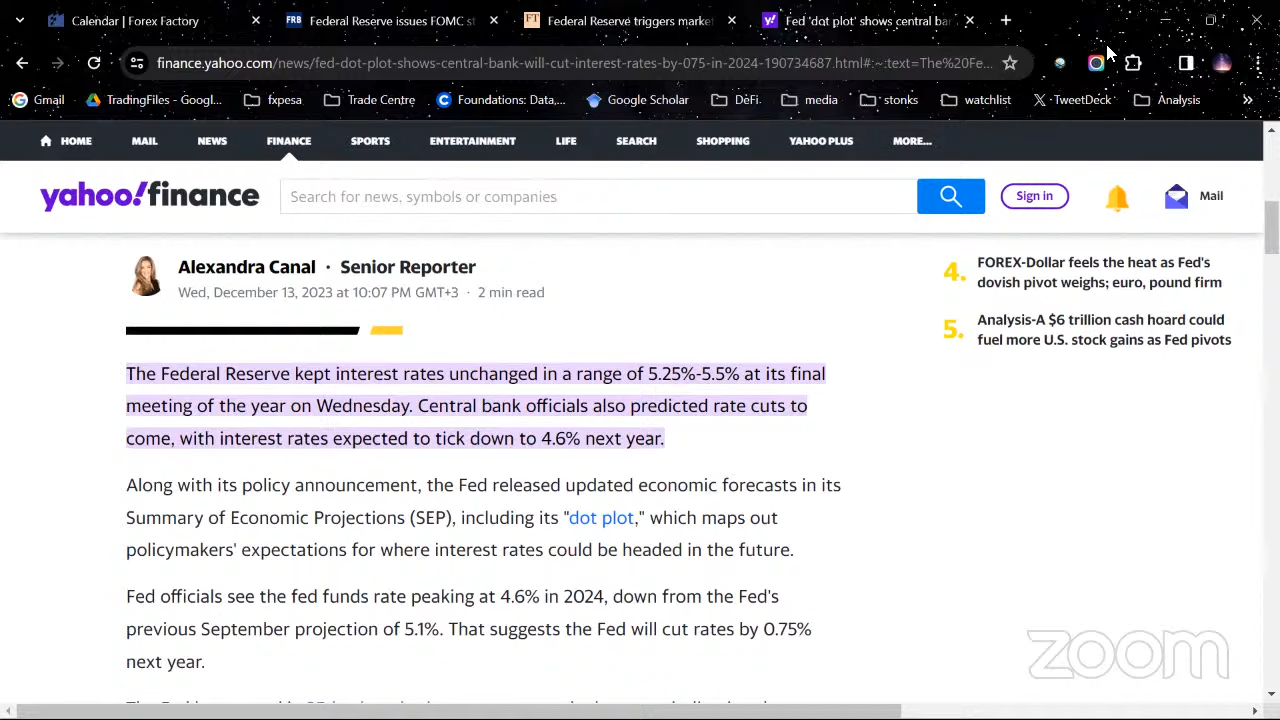 Calendar | Forex Factory
FRB Federal Reserve issues FOMC st
FT Federal Reserve triggers market
y! Fed 'dot plot' shows central ban
finance.yahoo.com/news/fed-dot-plot-shows-central-bank-will-cut-interest-rates-by-075-in-2024-190734687.html#:~:text=The%20Fe...
Gmail
TradingFiles - Googl...
fxpesa
Trade Centre
Foundations: Data,...
Google Scholar
DeFi
media
stonks
watchlist
TweetDeck
Analysis
HOME
MAIL
NEWS
FINANCE
SPORTS
ENTERTAINMENT
LIFE
SEARCH
SHOPPING
YAHOO PLUS
MORE...
yahoo!finance
Search for news, symbols or companies
Sign in
Mail
Alexandra Canal · Senior Reporter
Wed, December 13, 2023 at 10:07 PM GMT+3 · 2 min read
The Federal Reserve kept interest rates unchanged in a range of 5.25%-5.5% at its final
meeting of the year on Wednesday. Central bank officials also predicted rate cuts to
come, with interest rates expected to tick down to 4.6% next year.
Along with its policy announcement, the Fed released updated economic forecasts in its
Summary of Economic Projections (SEP), including its "dot plot," which maps out
policymakers' expectations for where interest rates could be headed in the future.
Fed officials see the fed funds rate peaking at 4.6% in 2024, down from the Fed's
previous September projection of 5.1%. That suggests the Fed will cut rates by 0.75%
next year.
4. FOREX-Dollar feels the heat as Fed's
dovish pivot weighs; euro, pound firm
5. Analysis-A $6 trillion cash hoard could
fuel more U.S. stock gains as Fed pivots
zoom